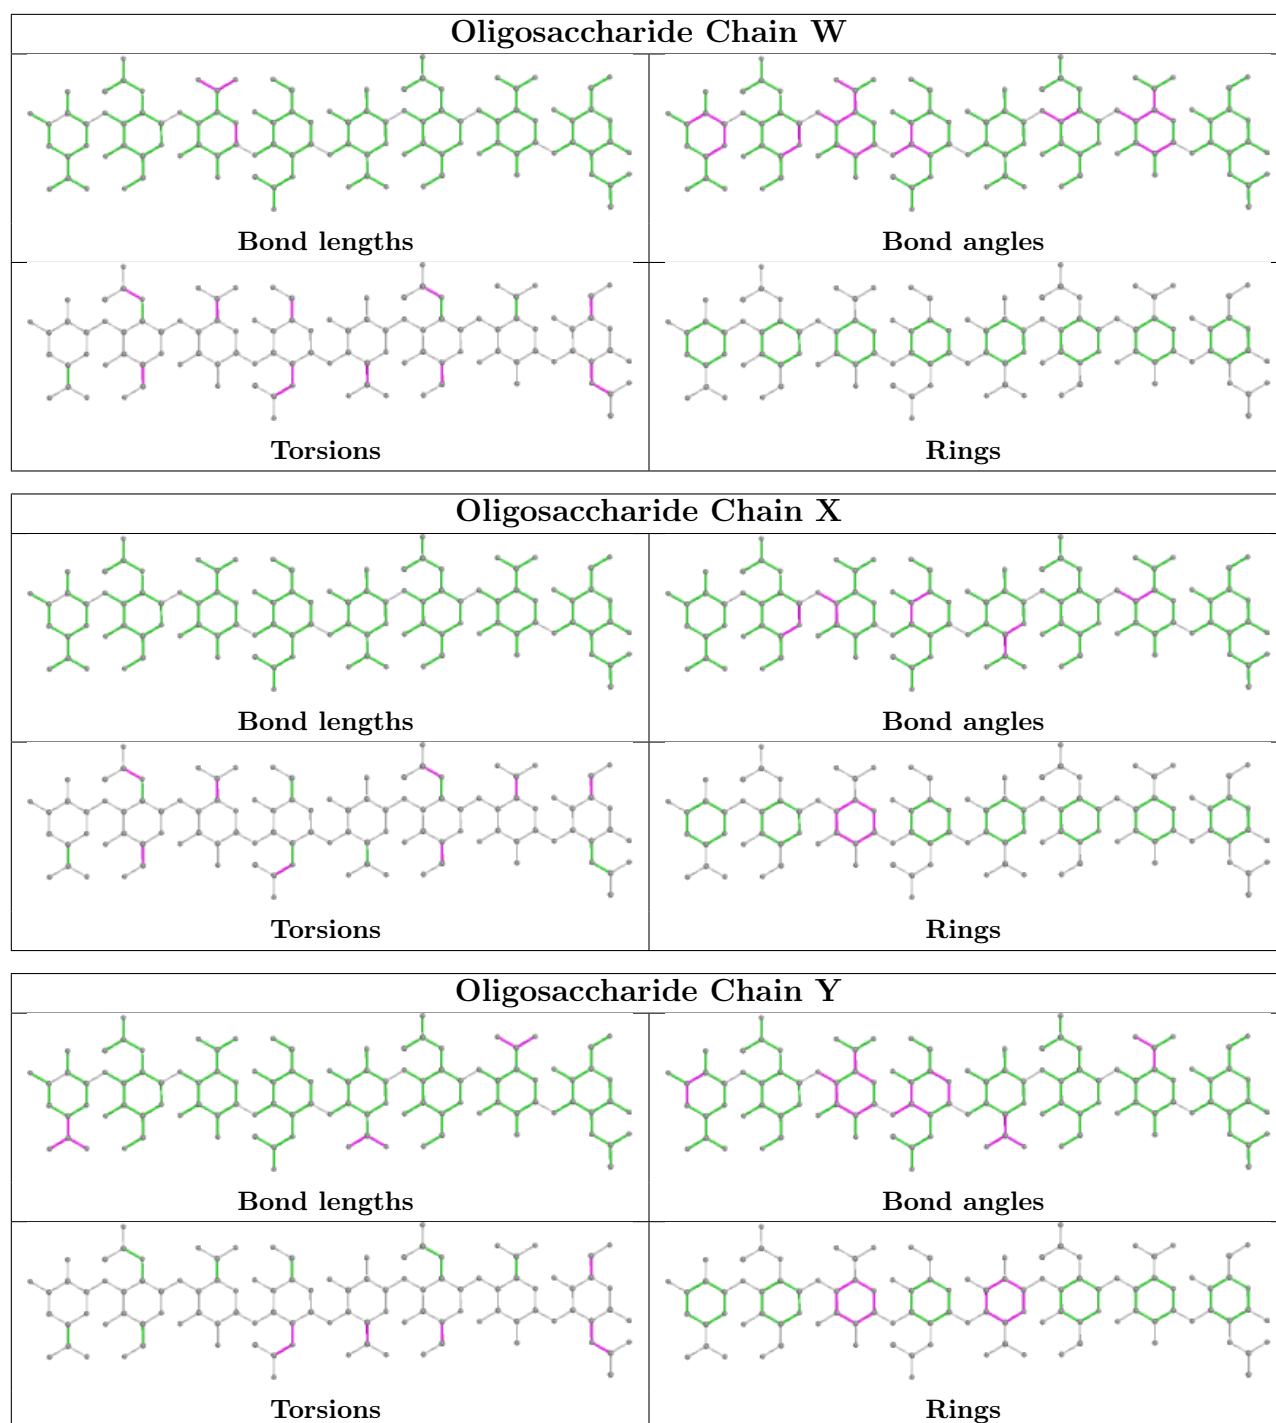 Oligosaccharide Chain W
Bond lengths
Bond angles
Torsions
Rings
Oligosaccharide Chain X
Bond lengths
Bond angles
Torsions
Rings
Oligosaccharide Chain Y
Bond lengths
Bond angles
Torsions
Rings